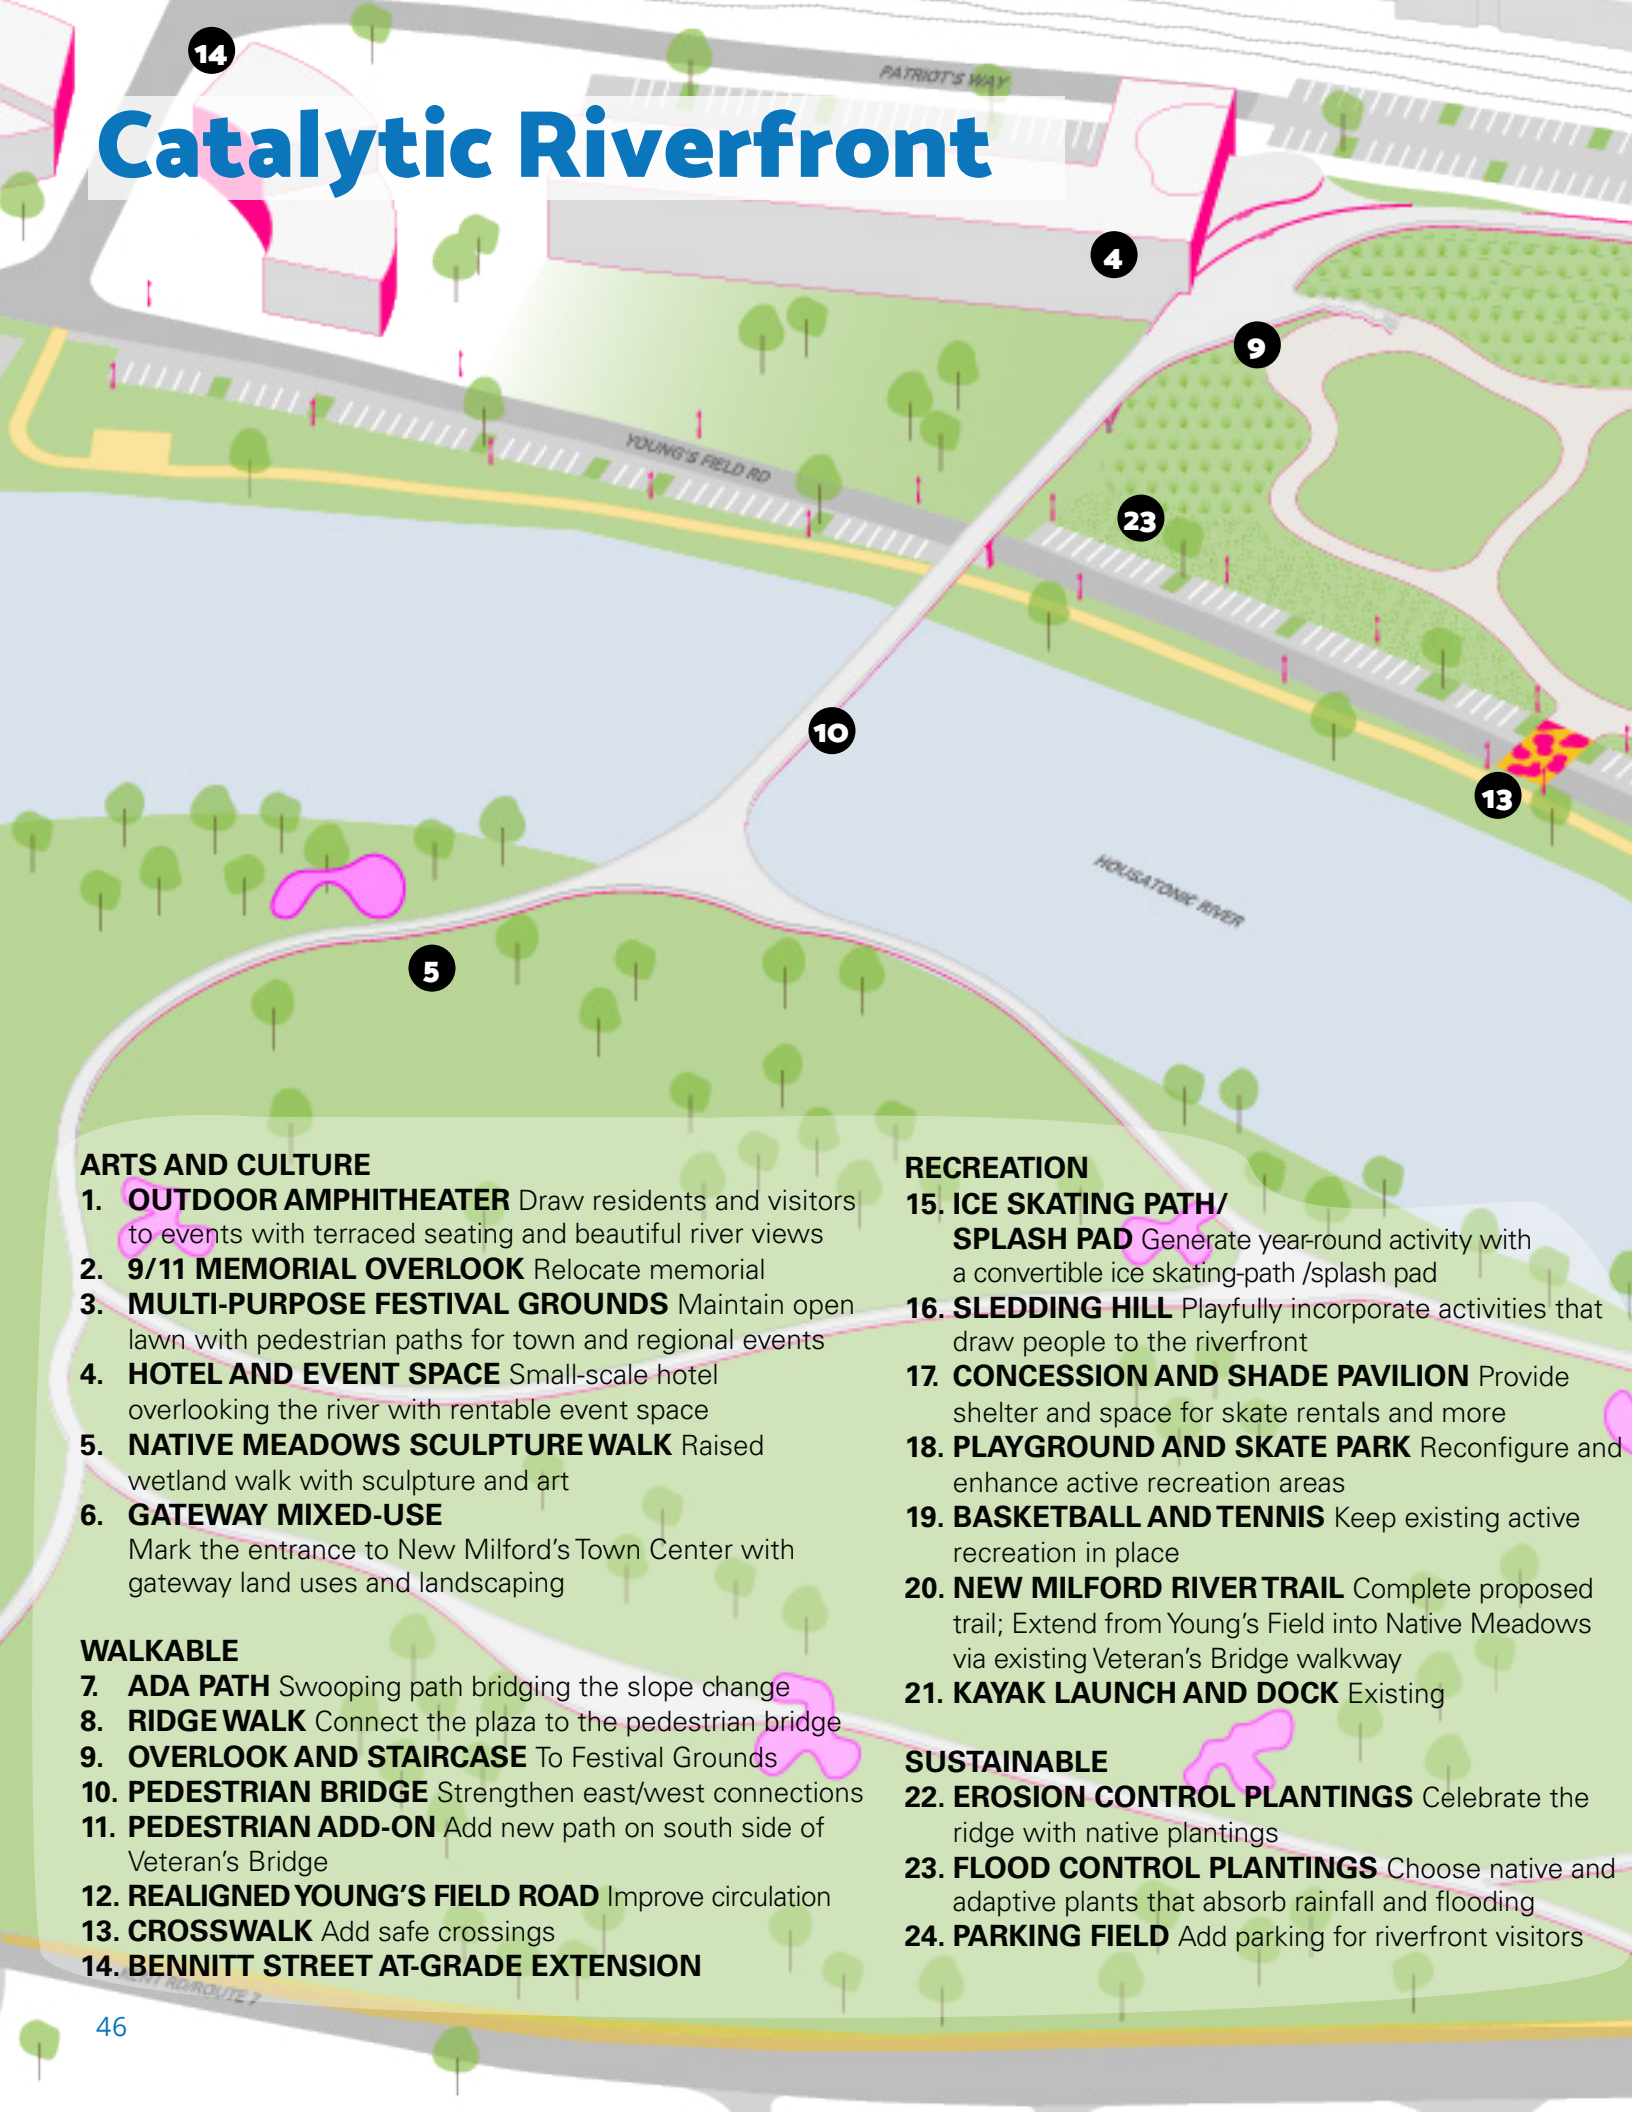 14
PATRIOT'S WAY
Catalytic Riverfront
4
9
YOUNG'S FIELD RD
23
10
13
HOUSATONIC RIVER
5
ARTS AND CULTURE
1. OUTDOOR AMPHITHEATER Draw residents and visitors
to events with terraced seating and beautiful river views
2. 9/11 MEMORIAL OVERLOOK Relocate memorial
3. MULTI-PURPOSE FESTIVAL GROUNDS Maintain open
lawn with pedestrian paths for town and regional events
4. HOTEL AND EVENT SPACE Small-scale hotel
overlooking the river with rentable event space
5. NATIVE MEADOWS SCULPTURE WALK Raised
wetland walk with sculpture and art
6. GATEWAY MIXED-USE
Mark the entrance to New Milford's Town Center with
gateway land uses and landscaping
WALKABLE
7. ADA PATH Swooping path bridging the slope change
8. RIDGE WALK Connect the plaza to the pedestrian bridge
9. OVERLOOK AND STAIRCASE To Festival Grounds
10. PEDESTRIAN BRIDGE Strengthen east/west connections
11. PEDESTRIAN ADD-ON Add new path on south side of
Veteran's Bridge
12. REALIGNED YOUNG'S FIELD ROAD Improve circulation
13. CROSSWALK Add safe crossings
14. BENNITT STREET AT-GRADE EXTENSION
RECREATION
15. ICE SKATING PATH/
SPLASH PAD Generate year-round activity with
a convertible ice skating-path /splash pad
16. SLEDDING HILL Playfully incorporate activities that
draw people to the riverfront
17. CONCESSION AND SHADE PAVILION Provide
shelter and space for skate rentals and more
18. PLAYGROUND AND SKATE PARK Reconfigure and
enhance active recreation areas
19. BASKETBALL AND TENNIS Keep existing active
recreation in place
20. NEW MILFORD RIVER TRAIL Complete proposed
trail; Extend from Young's Field into Native Meadows
via existing Veteran's Bridge walkway
21. KAYAK LAUNCH AND DOCK Existing
SUSTAINABLE
22. EROSION CONTROL PLANTINGS Celebrate the
ridge with native plantings
23. FLOOD CONTROL PLANTINGS Choose native and
adaptive plants that absorb rainfall and flooding
24. PARKING FIELD Add parking for riverfront visitors
RD/ROUTE 7
46